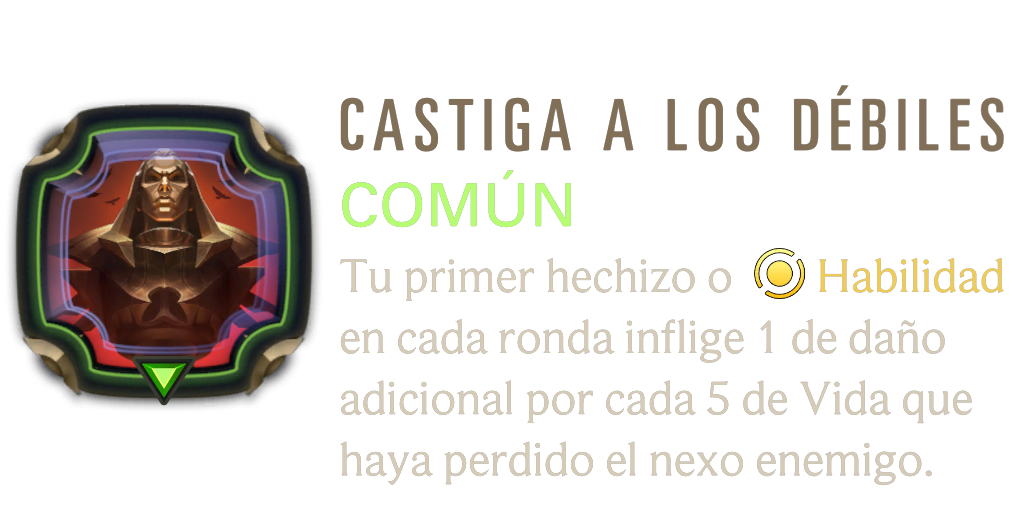 CASTIGA A LOS DÉBILES
COMÚN
Tu primer hechizo o Habilidad
en cada ronda inflige 1 de daño
adicional por cada 5 de Vida que
haya perdido el nexo enemigo.